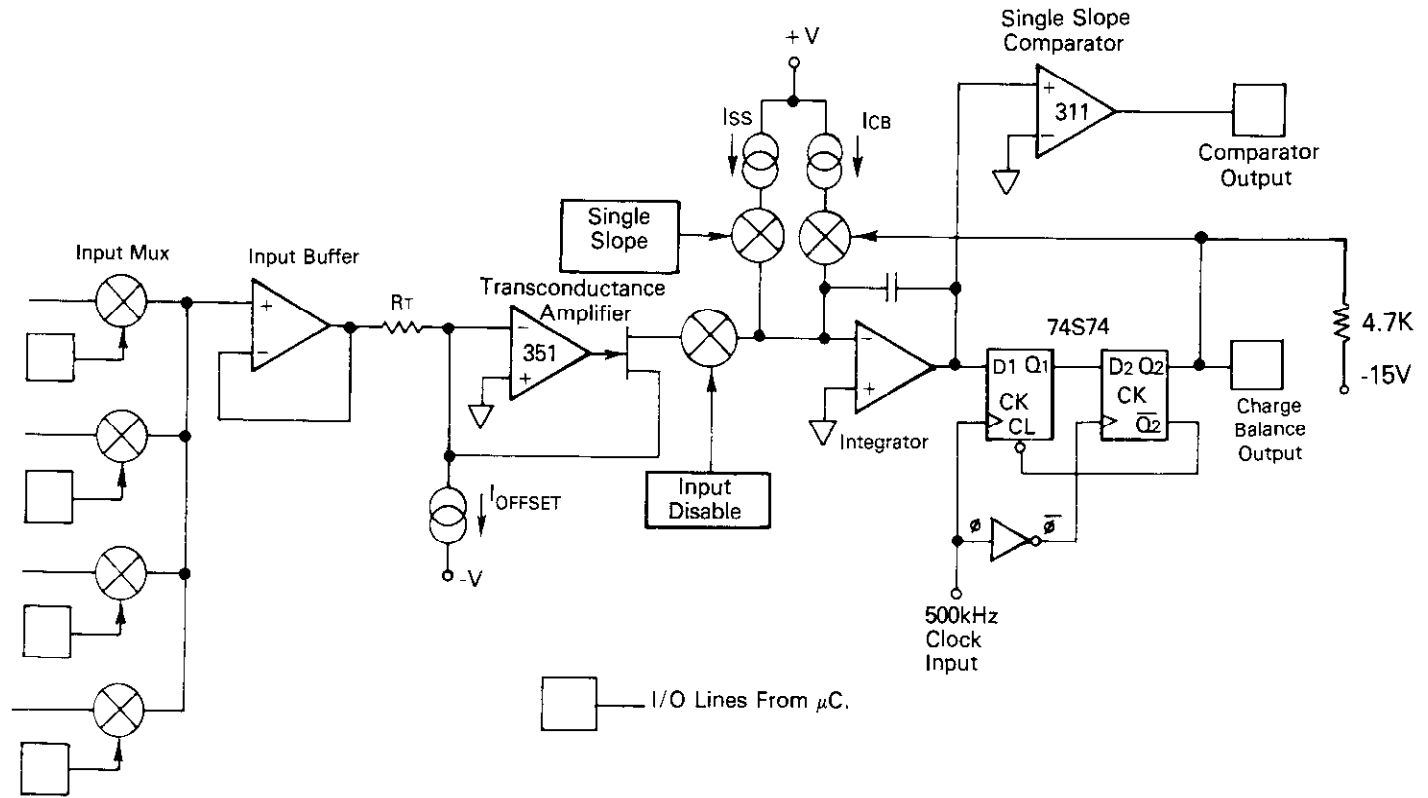 Single Slope
Comparator
+V
+
311
−
ISS
ICB
Comparator
Output
Single
Slope
Input Mux
Input Buffer
+
−
RT
Transconductance
Amplifier
−
351
+
−
+
Integrator
74S74
D1 Q1
CK
CL
D2 Q2
CK
Q̅2
4.7K
-15V
Charge
Balance
Output
Input
Disable
IOFFSET
-V
ø
ø̅
500kHz
Clock
Input
I/O Lines From μC.